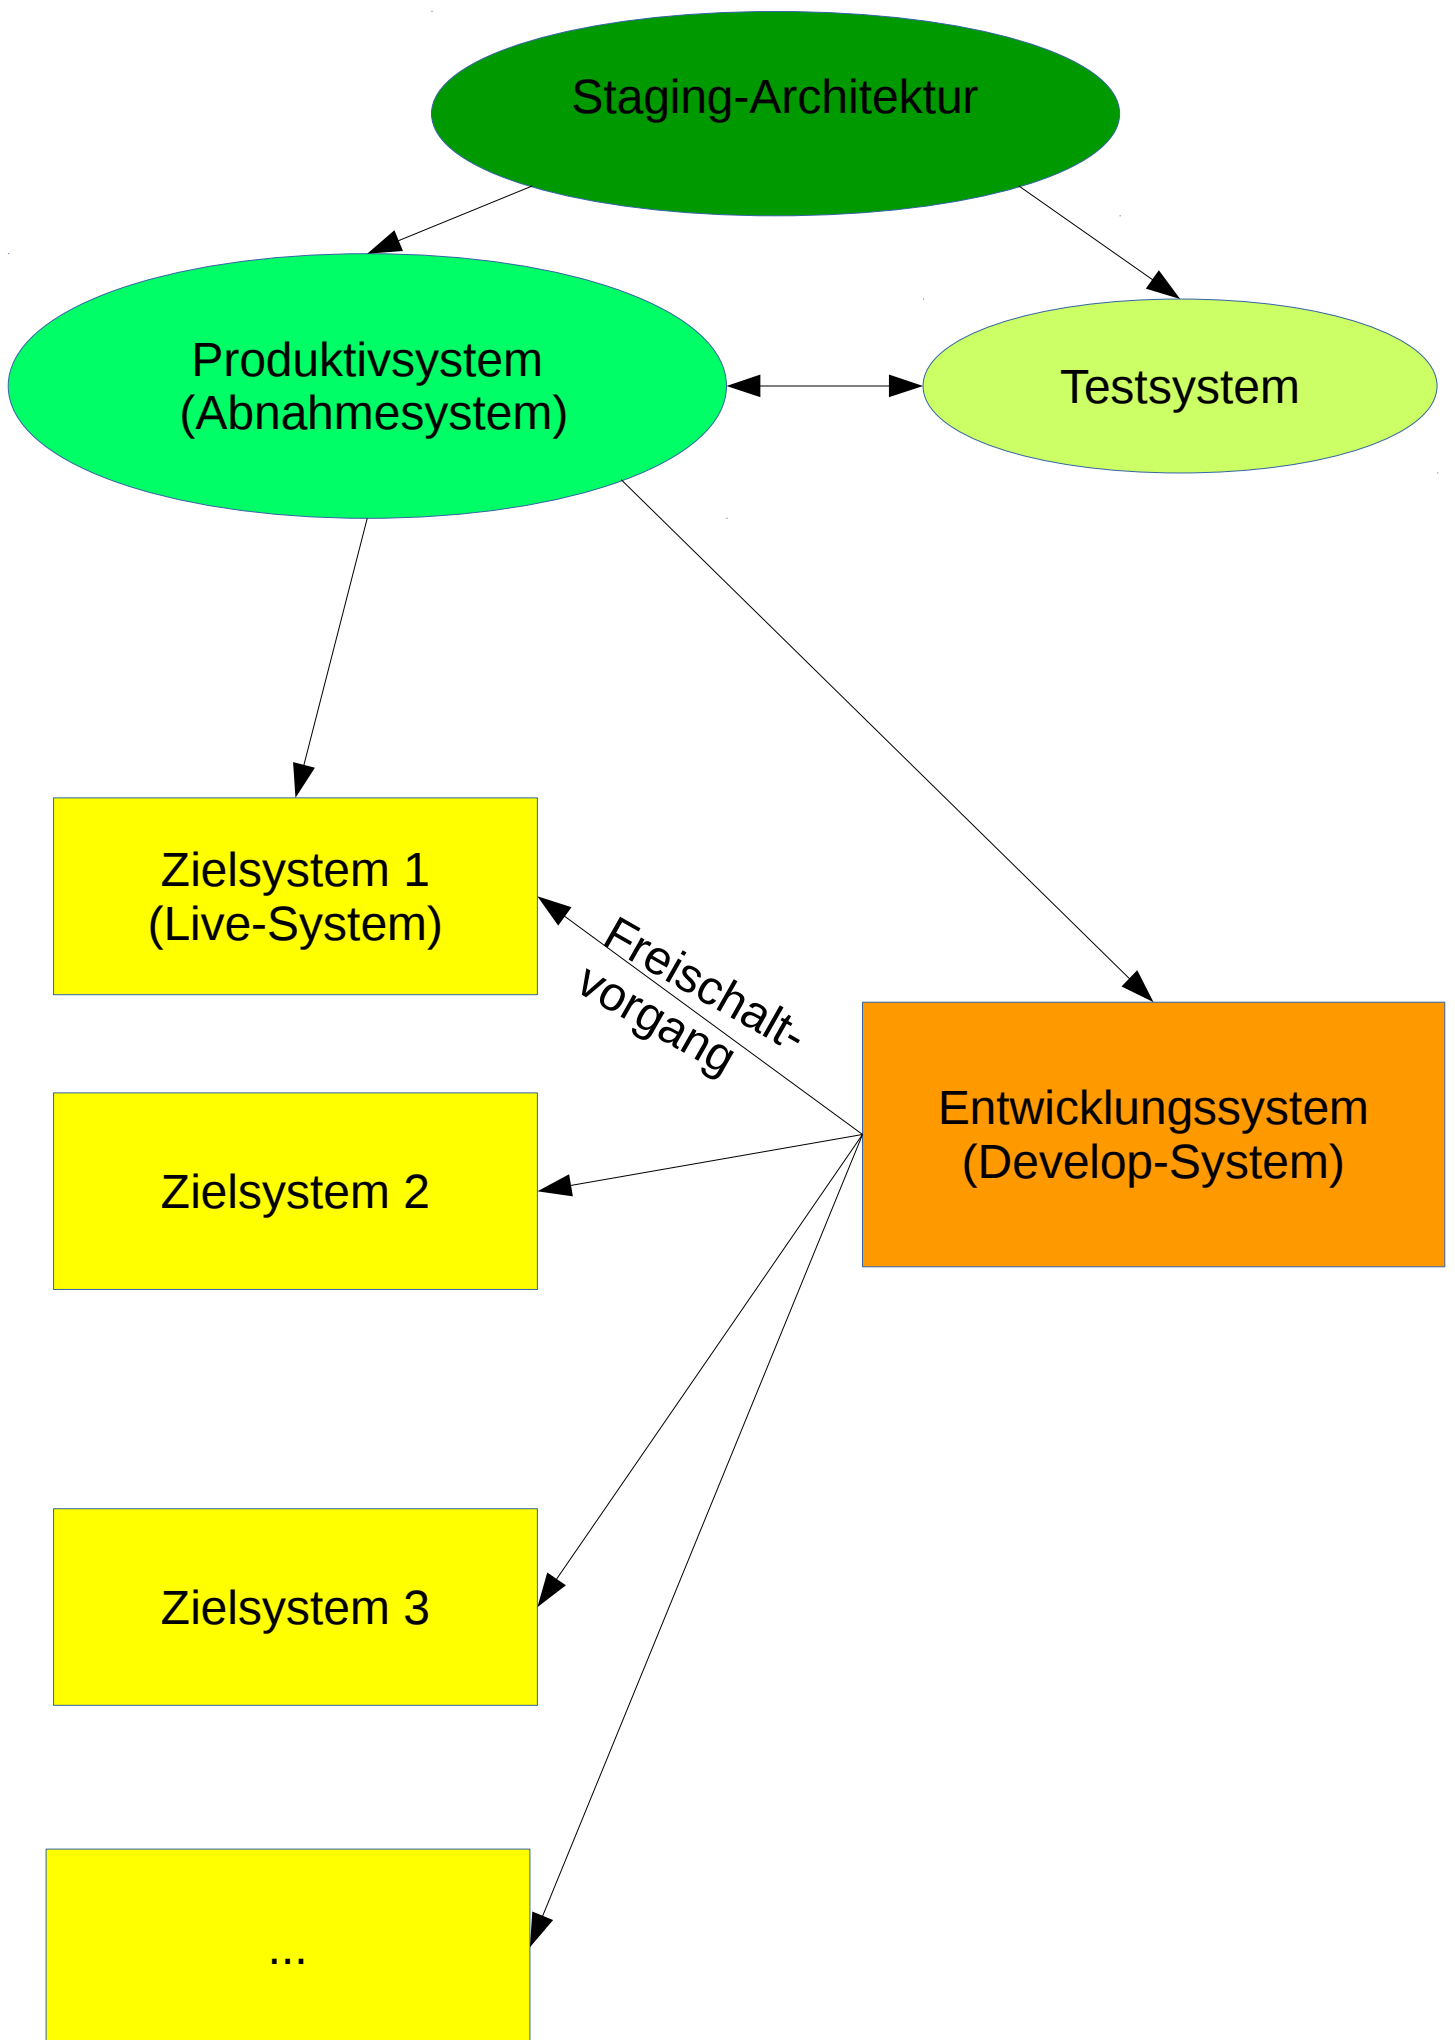 Staging-Architektur
Produktivsystem
(Abnahmesystem)
Testsystem
Zielsystem 1
(Live-System)
Freischalt-
vorgang
Entwicklungssystem
(Develop-System)
Zielsystem 2
Zielsystem 3
...